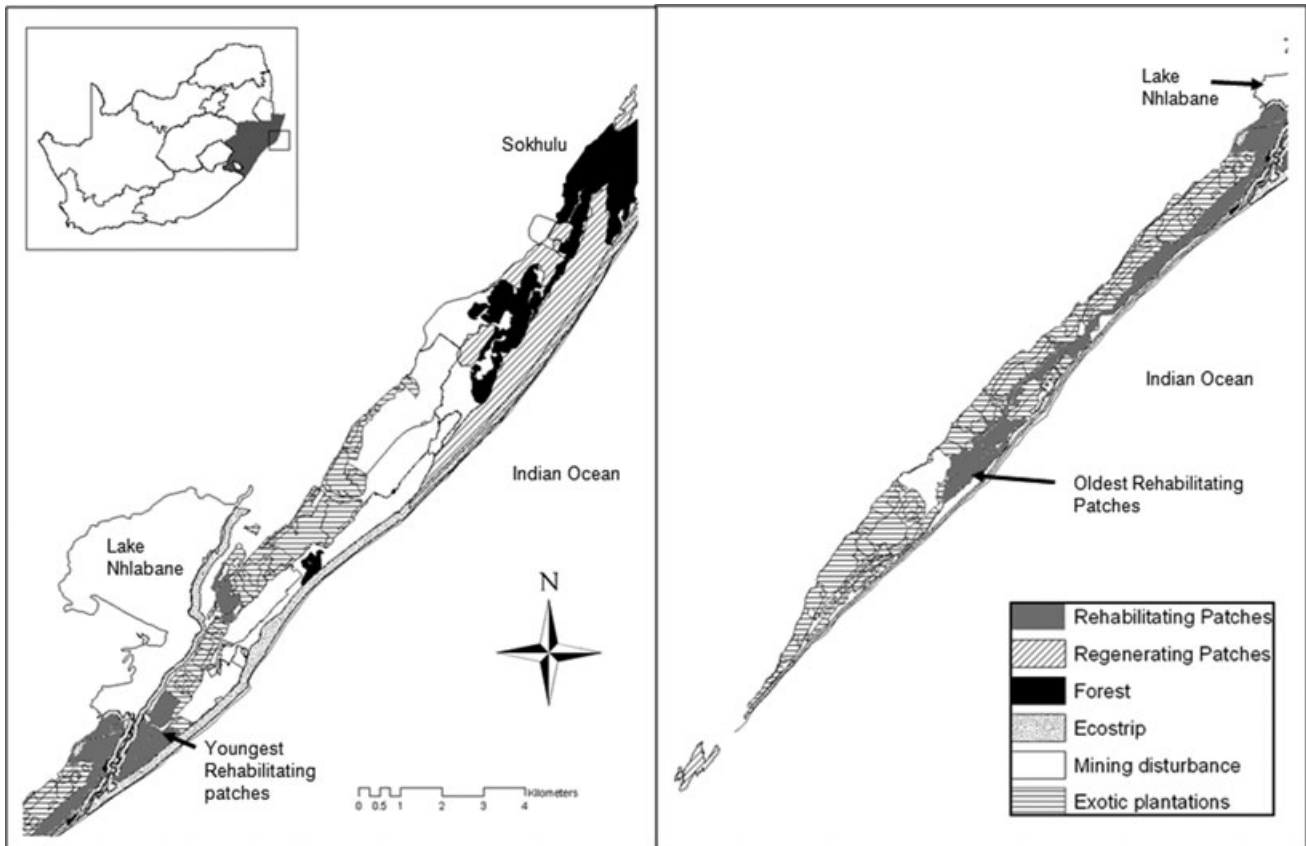 Sokhulu
Indian Ocean
Lake
Nhlabane
N
Youngest
Rehabilitating
patches
Kilometers
0 0.5 1 2 3 4
Lake
Nhlabane
Indian Ocean
Oldest Rehabilitating
Patches
Rehabilitating Patches
Regenerating Patches
Forest
Ecostrip
Mining disturbance
Exotic plantations